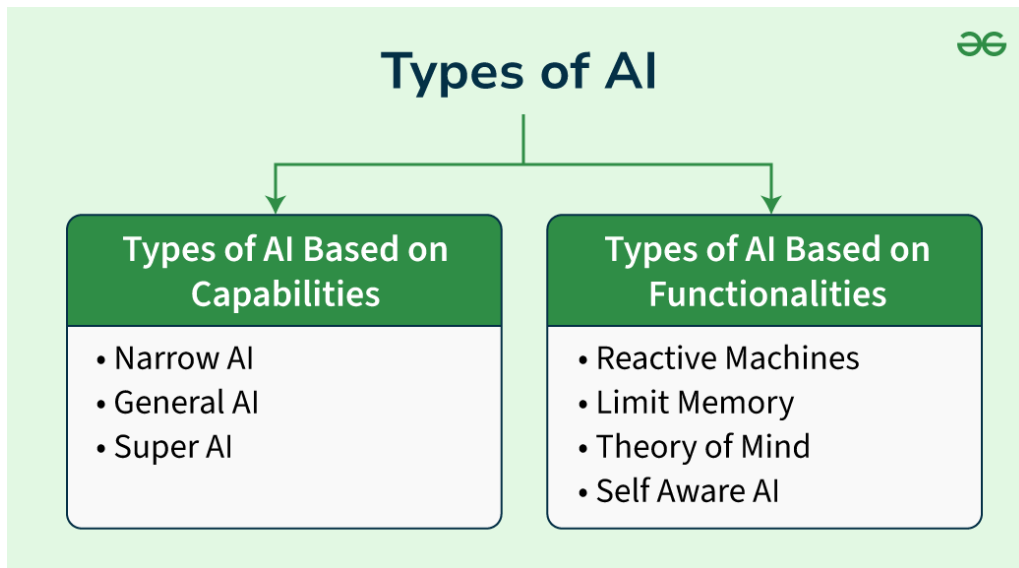 Types of AI
Types of AI Based on
Capabilities
• Narrow AI
• General AI
• Super AI
Types of AI Based on
Functionalities
• Reactive Machines
• Limit Memory
• Theory of Mind
• Self Aware AI